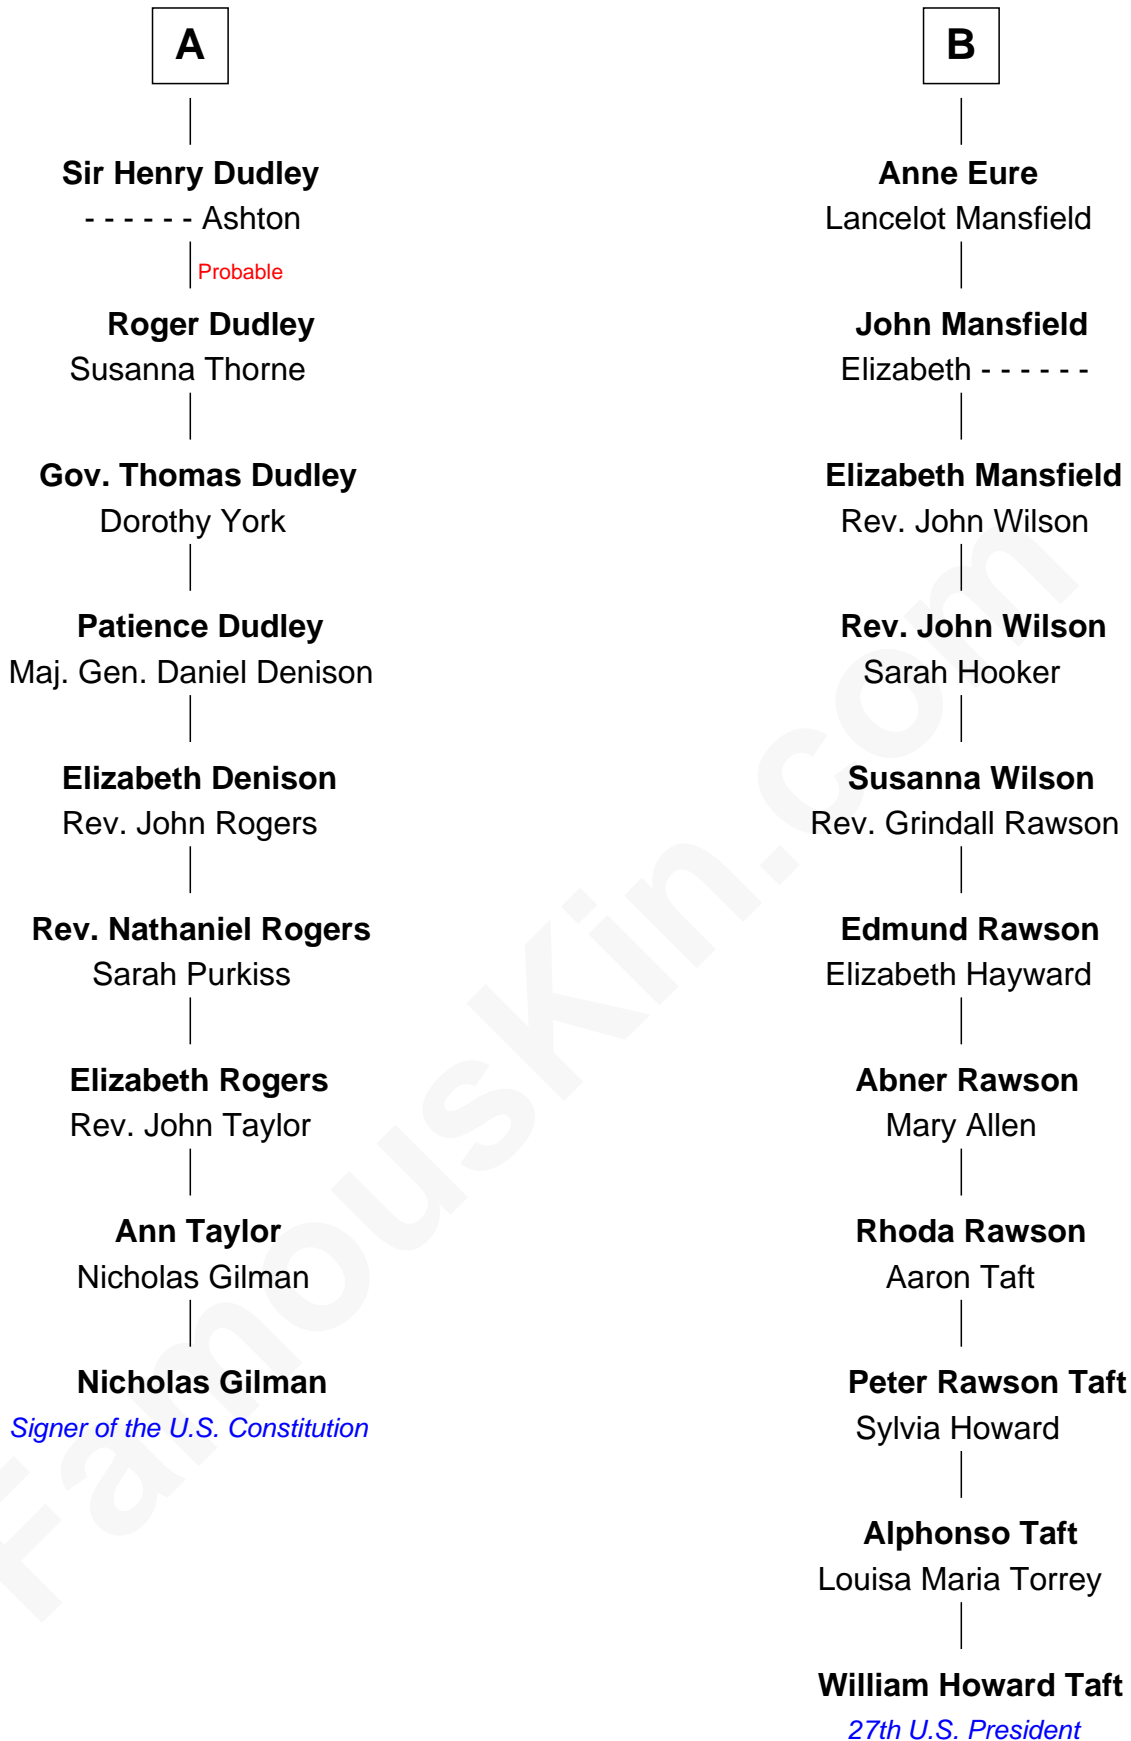 A
Sir Henry Dudley
- - - - - - Ashton
Probable
Roger Dudley
Susanna Thorne
Gov. Thomas Dudley
Dorothy York
Patience Dudley
Maj. Gen. Daniel Denison
Elizabeth Denison
Rev. John Rogers
Rev. Nathaniel Rogers
Sarah Purkiss
Elizabeth Rogers
Rev. John Taylor
Ann Taylor
Nicholas Gilman
Nicholas Gilman
Signer of the U.S. Constitution
B
Anne Eure
Lancelot Mansfield
John Mansfield
Elizabeth - - - - - -
Elizabeth Mansfield
Rev. John Wilson
Rev. John Wilson
Sarah Hooker
Susanna Wilson
Rev. Grindall Rawson
Edmund Rawson
Elizabeth Hayward
Abner Rawson
Mary Allen
Rhoda Rawson
Aaron Taft
Peter Rawson Taft
Sylvia Howard
Alphonso Taft
Louisa Maria Torrey
William Howard Taft
27th U.S. President
FamousKin.com